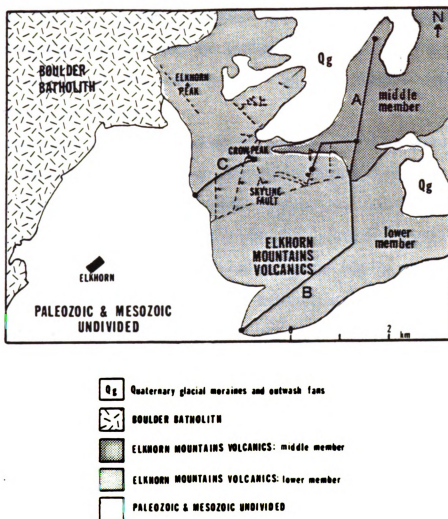 N
BOULDER
BATHOLITH
Qg
ELKHORN
PEAK
A
middle
member
CROW PEAK
C
Qg
SKYLINE
FAULT
lower
member
ELKHORN
MOUNTAINS
VOLCANICS
ELKHORN
B
PALEOZOIC & MESOZOIC
UNDIVIDED
0 2
km
Qg Quaternary glacial moraines and outwash fans
BOULDER BATHOLITH
ELKHORN MOUNTAINS VOLCANICS: middle member
ELKHORN MOUNTAINS VOLCANICS: lower member
PALEOZOIC & MESOZOIC UNDIVIDED